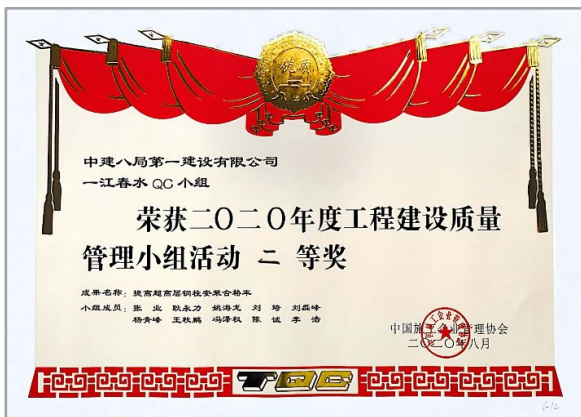 中建八局第一建设有限公司
一江春水QC小组
荣获二〇二〇年度工程建设质量
管理小组活动 二 等奖
成果名称：提高超高层钢柱安装合格率
小组成员：张 业 耿永力 姚海龙 刘 玲 刘磊峰
杨青峰 王秋鹏 冯泽权 陈 诚 李 浩
中国施工企业管理协会
二〇二〇年八月
TQC